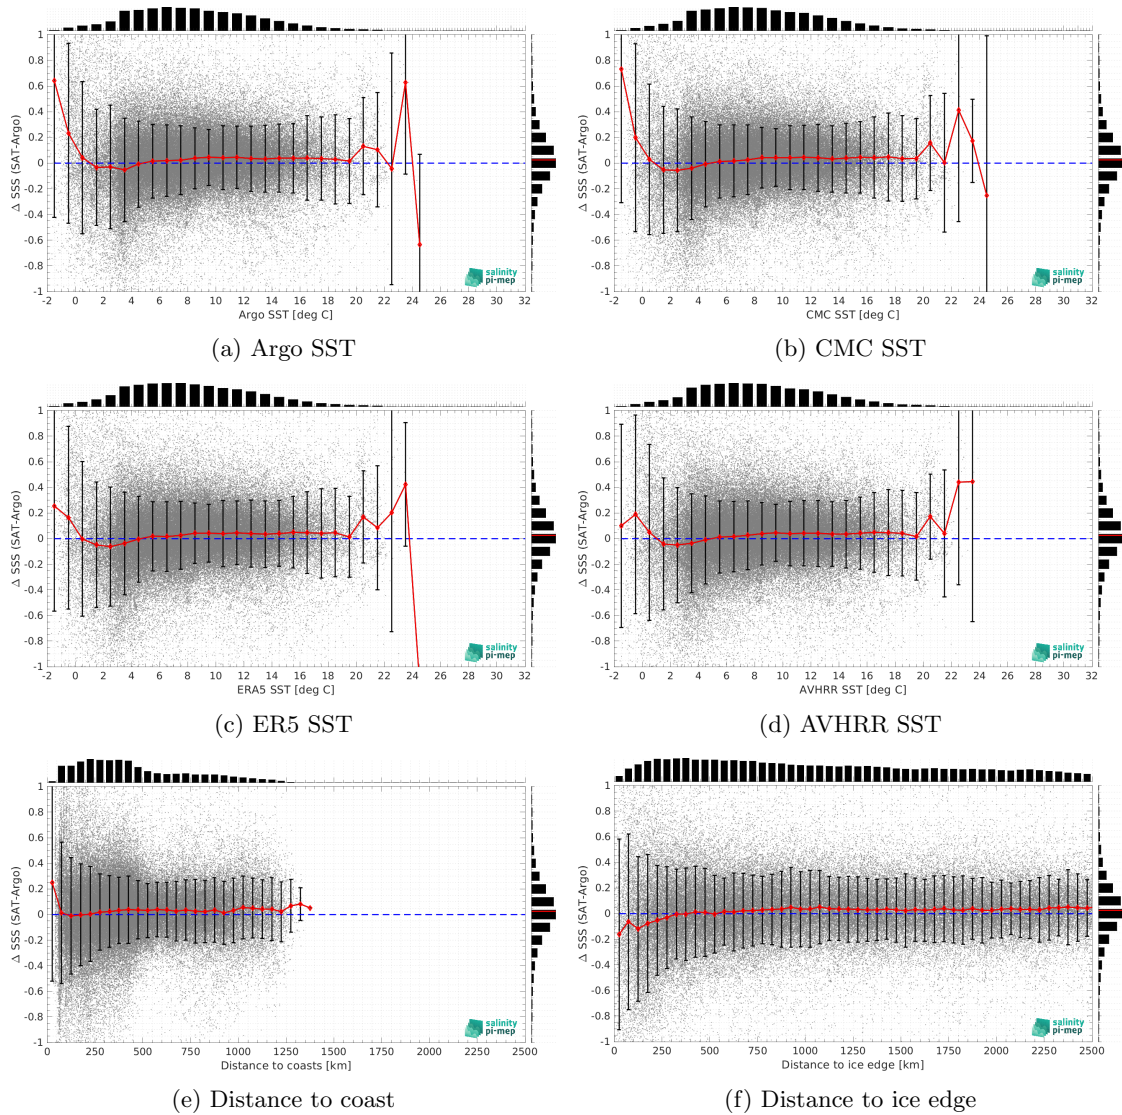 1
0.8
0.6
0.4
0.2
0
-0.2
-0.4
-0.6
-0.8
-1
Δ SSS (SAT-Argo)
salinity
pi-mep
-2 0 2 4 6 8 10 12 14 16 18 20 22 24 26 28 30 32
Argo SST [deg C]
(a) Argo SST
1
0.8
0.6
0.4
0.2
0
-0.2
-0.4
-0.6
-0.8
-1
Δ SSS (SAT-Argo)
salinity
pi-mep
-2 0 2 4 6 8 10 12 14 16 18 20 22 24 26 28 30 32
CMC SST [deg C]
(b) CMC SST
1
0.8
0.6
0.4
0.2
0
-0.2
-0.4
-0.6
-0.8
-1
Δ SSS (SAT-Argo)
salinity
pi-mep
-2 0 2 4 6 8 10 12 14 16 18 20 22 24 26 28 30 32
ERA5 SST [deg C]
(c) ER5 SST
1
0.8
0.6
0.4
0.2
0
-0.2
-0.4
-0.6
-0.8
-1
Δ SSS (SAT-Argo)
salinity
pi-mep
-2 0 2 4 6 8 10 12 14 16 18 20 22 24 26 28 30 32
AVHRR SST [deg C]
(d) AVHRR SST
1
0.8
0.6
0.4
0.2
0
-0.2
-0.4
-0.6
-0.8
-1
Δ SSS (SAT-Argo)
salinity
pi-mep
0 250 500 750 1000 1250 1500 1750 2000 2250 2500
Distance to coasts [km]
(e) Distance to coast
1
0.8
0.6
0.4
0.2
0
-0.2
-0.4
-0.6
-0.8
-1
Δ SSS (SAT-Argo)
salinity
pi-mep
0 250 500 750 1000 1250 1500 1750 2000 2250 2500
Distance to ice edge [km]
(f) Distance to ice edge